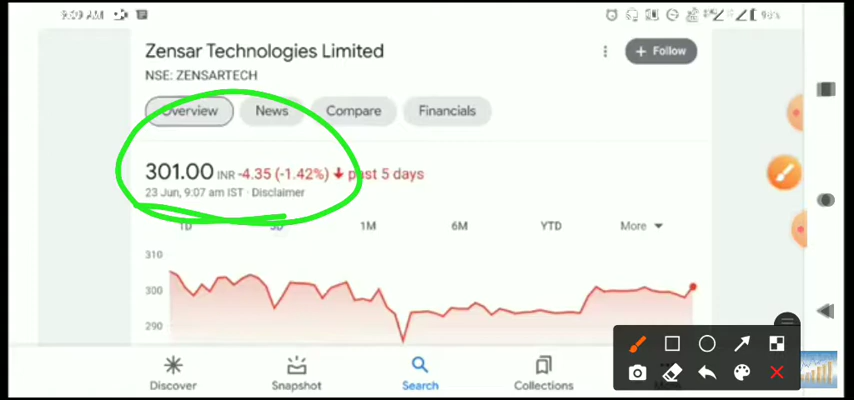 9:09 AM
98%
Zensar Technologies Limited
+ Follow
NSE: ZENSARTECH
Overview
News
Compare
Financials
301.00 INR -4.35 (-1.42%) past 5 days
23 Jun, 9:07 am IST · Disclaimer
1D 5D 1M 6M YTD More
310
300
290
Discover
Snapshot
Search
Collections